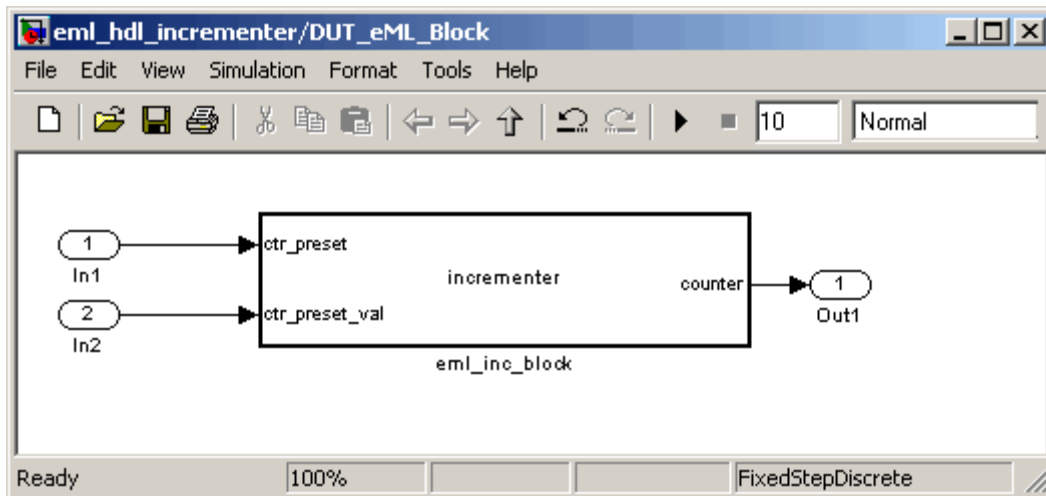 eml_hdl_incrementer/DUT_eML_Block
File Edit View Simulation Format Tools Help
10 Normal
1 ctr_preset
In1
incrementer
counter 1
Out1
2 ctr_preset_val
In2
eml_inc_block
Ready 100% FixedStepDiscrete